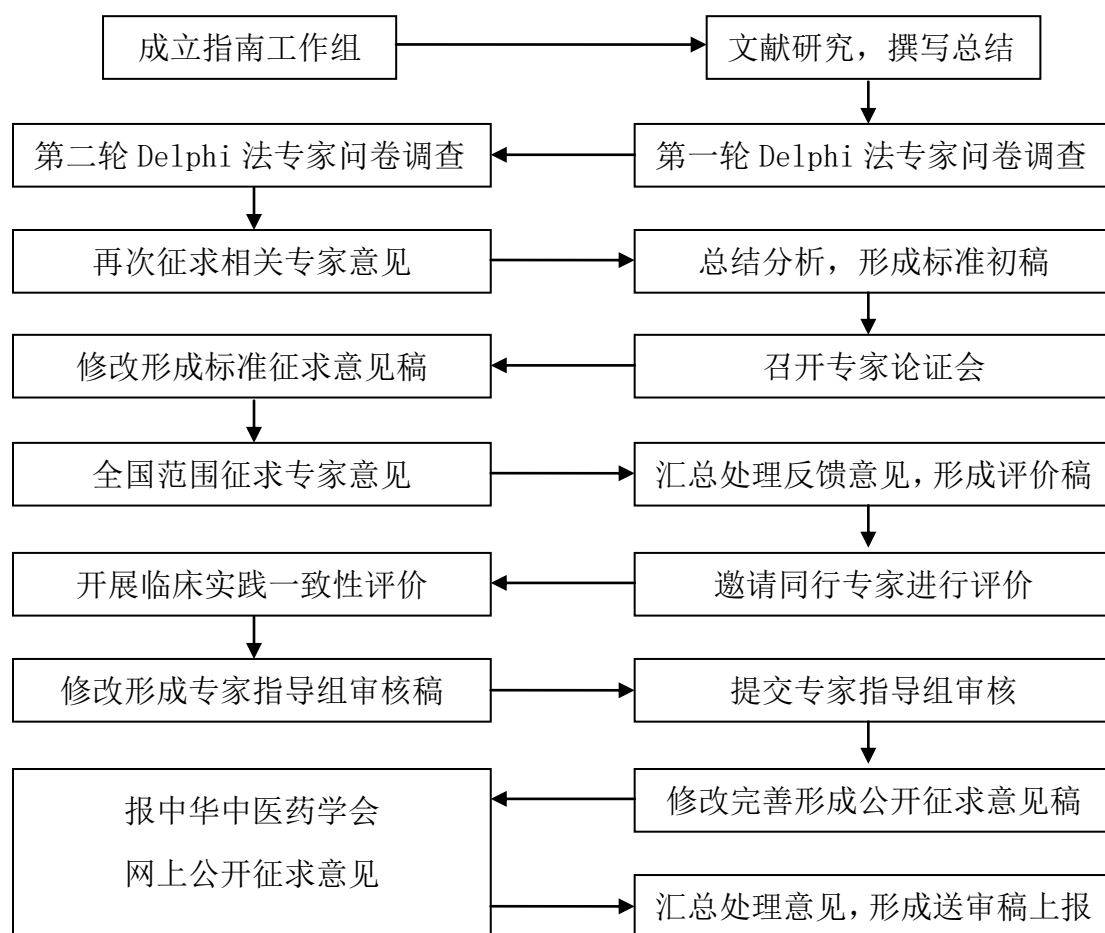 成立指南工作组
文献研究，撰写总结
第二轮 Delphi 法专家问卷调查
第一轮 Delphi 法专家问卷调查
再次征求相关专家意见
总结分析，形成标准初稿
修改形成标准征求意见稿
召开专家论证会
全国范围征求专家意见
汇总处理反馈意见，形成评价稿
开展临床实践一致性评价
邀请同行专家进行评价
修改形成专家指导组审核稿
提交专家指导组审核
报中华中医药学会
网上公开征求意见
修改完善形成公开征求意见稿
汇总处理意见，形成送审稿上报